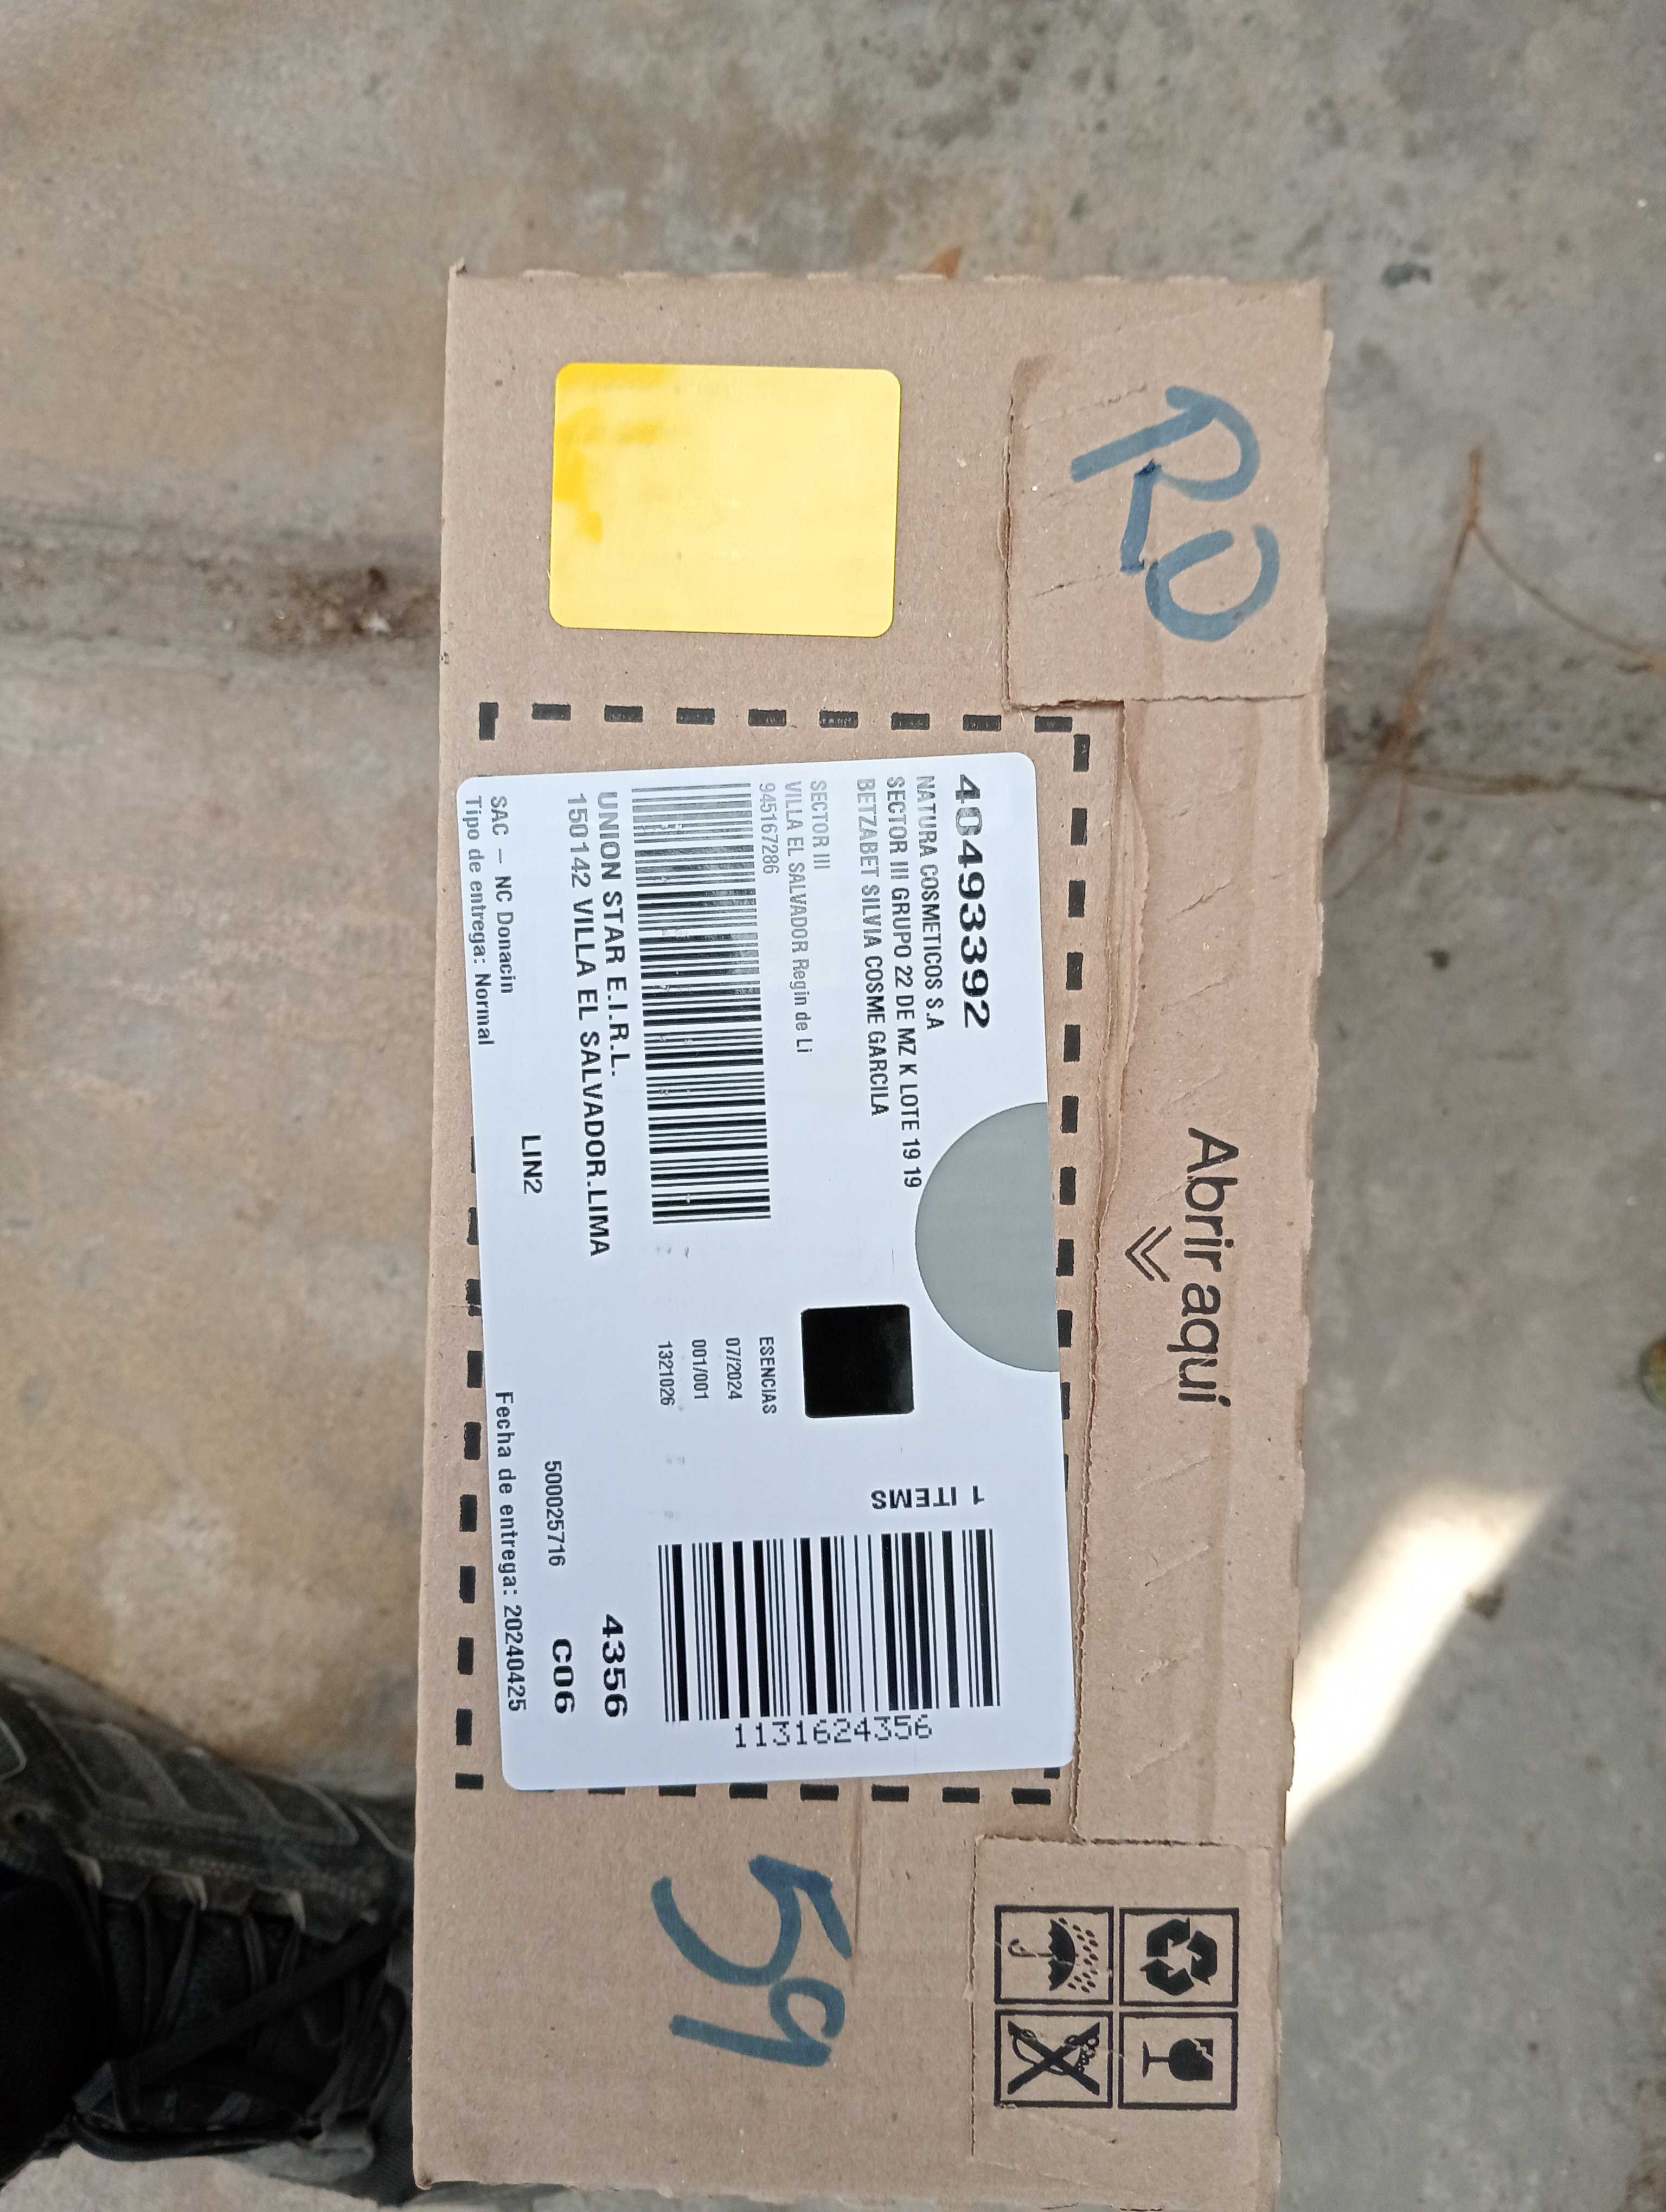 RO
Abrir aquí
48493392
NATURA COSMETICOS S.A
SECTOR III GRUPO 22 DE MZ K LOTE 19 19
BETZABET SILVIA COSME GARCILA
SECTOR III
VILLA EL SALVADOR Regin de Li
945167286
UNION STAR E.I.R.L.
150142 VILLA EL SALVADOR.LIMA
LIN2
SAC – NC Donacin
Tipo de entrega: Normal
1 ITEMS
ESENCIAS
07/2024
001/001
1321026
1131624356
4356
500025716
C06
Fecha de entrega: 20240425
59